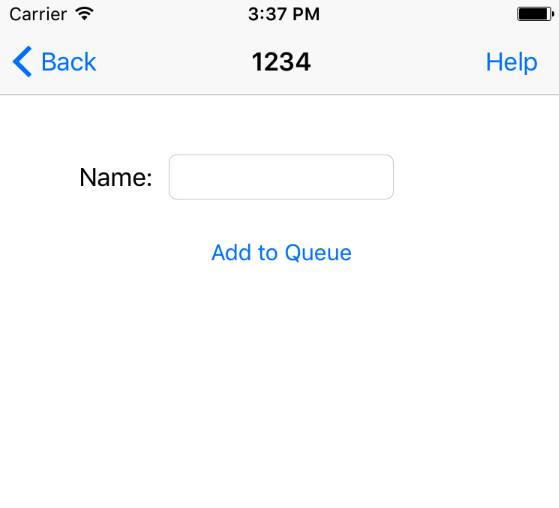 Carrier 3:37 PM
Back 1234 Help
Name:
Add to Queue